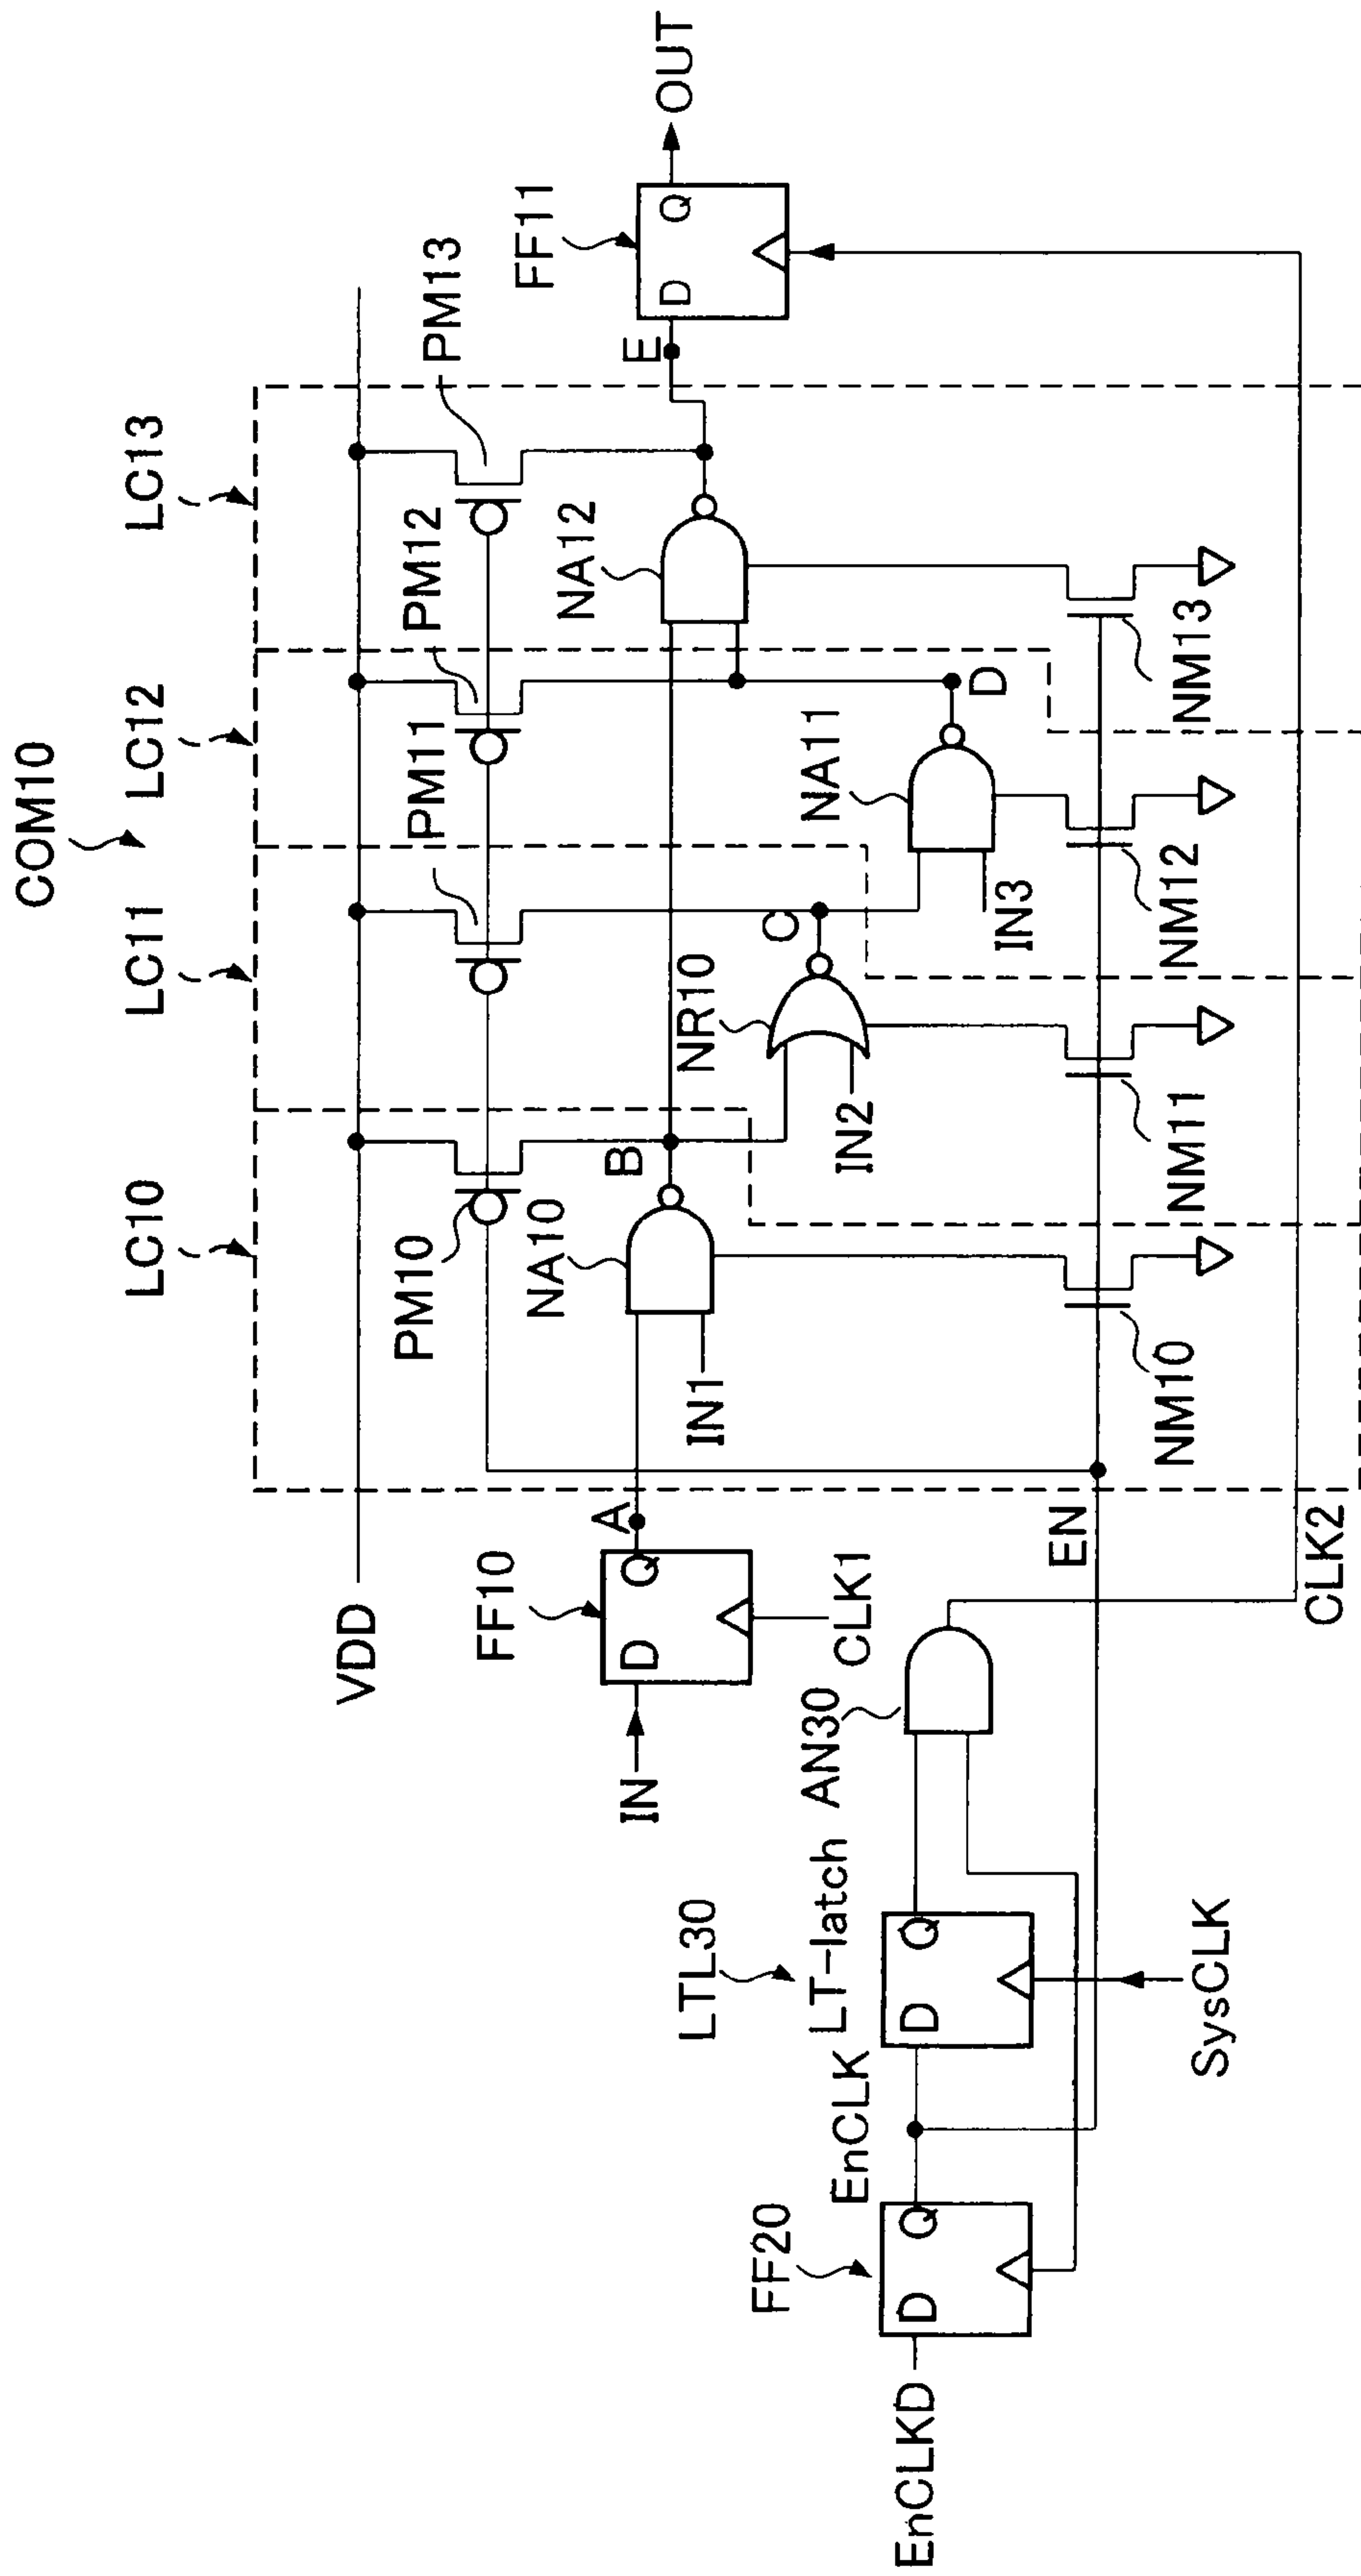 COM10
LC10
LC11
LC12
LC13
VDD
PM10
PM11
PM12
PM13
FF10
D
Q
IN
CLK1
A
NA10
IN1
B
NR10
IN2
C
NA11
IN3
D
NA12
E
FF11
D
Q
OUT
NM10
NM11
NM12
NM13
EN
CLK2
AN30
LTL30
LT-latch
D
Q
SysCLK
EnCLK
FF20
D
Q
EnCLKD